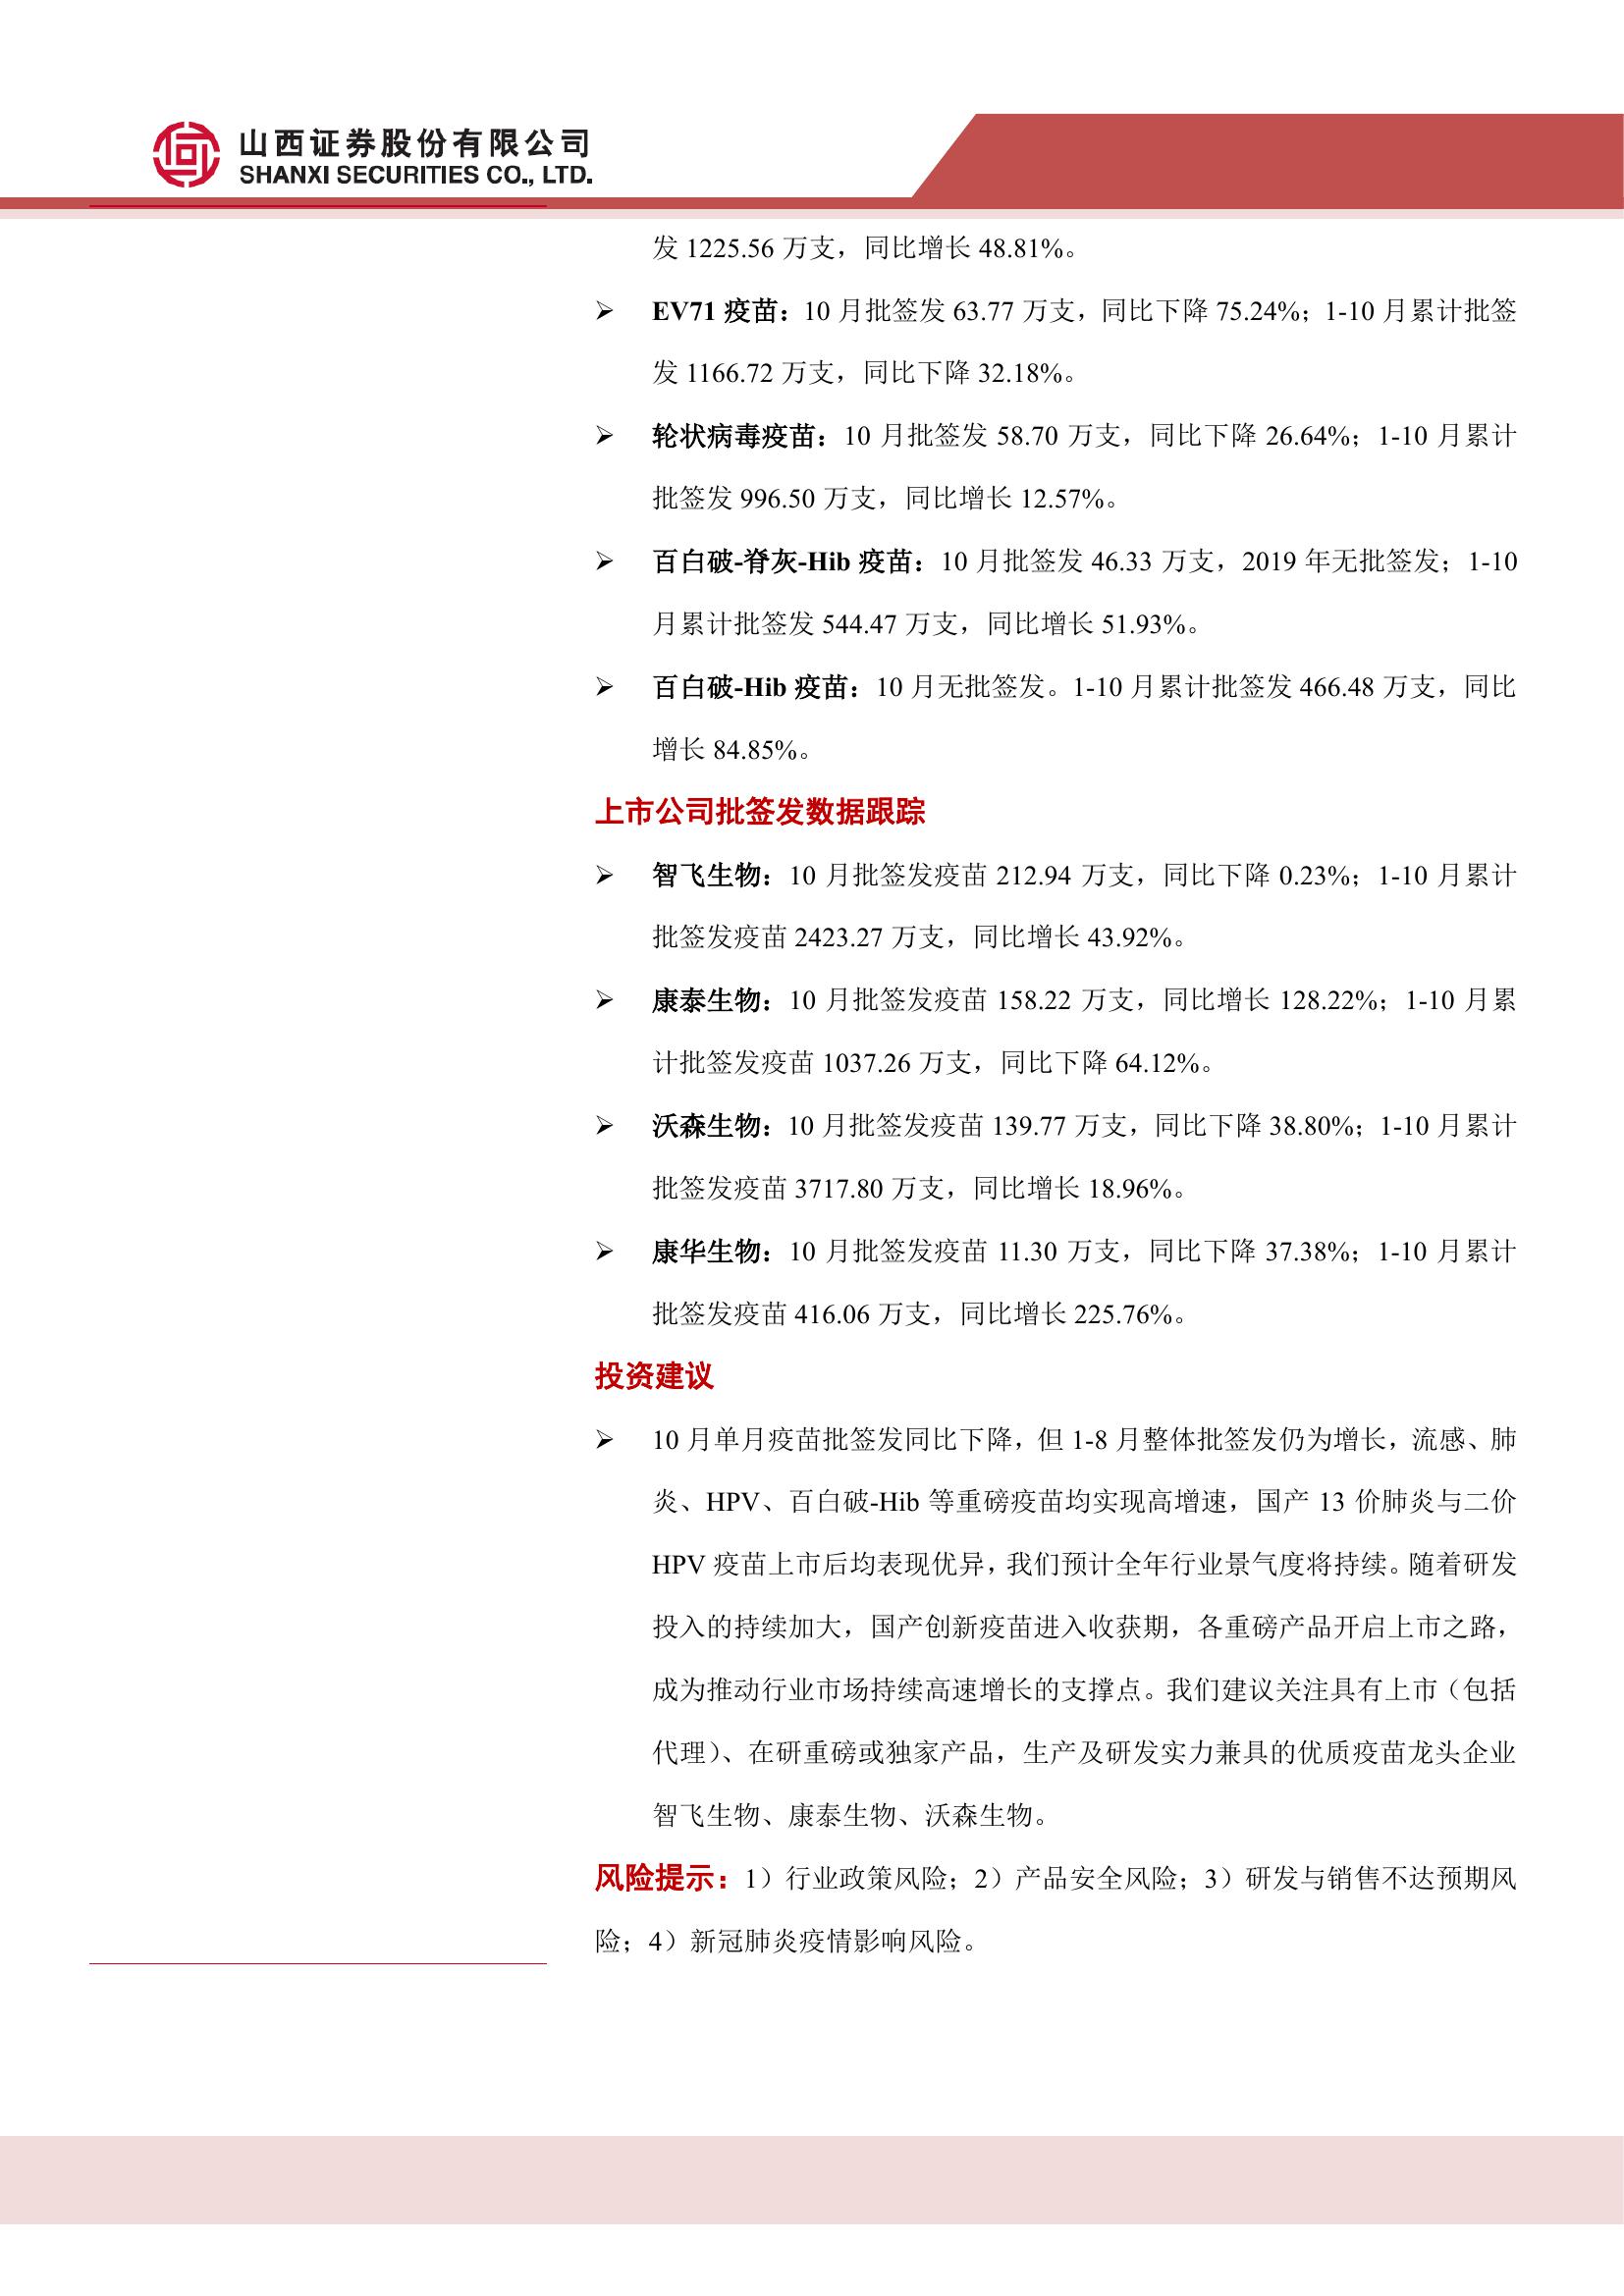 山西证券股份有限公司
SHANXI SECURITIES CO., LTD.
发 1225.56 万支，同比增长 48.81%。
➢ EV71 疫苗：10 月批签发 63.77 万支，同比下降 75.24%；1-10 月累计批签
发 1166.72 万支，同比下降 32.18%。
➢ 轮状病毒疫苗：10 月批签发 58.70 万支，同比下降 26.64%；1-10 月累计
批签发 996.50 万支，同比增长 12.57%。
➢ 百白破-脊灰-Hib 疫苗：10 月批签发 46.33 万支，2019 年无批签发；1-10
月累计批签发 544.47 万支，同比增长 51.93%。
➢ 百白破-Hib 疫苗：10 月无批签发。1-10 月累计批签发 466.48 万支，同比
增长 84.85%。
上市公司批签发数据跟踪
➢ 智飞生物：10 月批签发疫苗 212.94 万支，同比下降 0.23%；1-10 月累计
批签发疫苗 2423.27 万支，同比增长 43.92%。
➢ 康泰生物：10 月批签发疫苗 158.22 万支，同比增长 128.22%；1-10 月累
计批签发疫苗 1037.26 万支，同比下降 64.12%。
➢ 沃森生物：10 月批签发疫苗 139.77 万支，同比下降 38.80%；1-10 月累计
批签发疫苗 3717.80 万支，同比增长 18.96%。
➢ 康华生物：10 月批签发疫苗 11.30 万支，同比下降 37.38%；1-10 月累计
批签发疫苗 416.06 万支，同比增长 225.76%。
投资建议
➢ 10 月单月疫苗批签发同比下降，但 1-8 月整体批签发仍为增长，流感、肺
炎、HPV、百白破-Hib 等重磅疫苗均实现高增速，国产 13 价肺炎与二价
HPV 疫苗上市后均表现优异，我们预计全年行业景气度将持续。随着研发
投入的持续加大，国产创新疫苗进入收获期，各重磅产品开启上市之路，
成为推动行业市场持续高速增长的支撑点。我们建议关注具有上市（包括
代理）、在研重磅或独家产品，生产及研发实力兼具的优质疫苗龙头企业
智飞生物、康泰生物、沃森生物。
风险提示：1）行业政策风险；2）产品安全风险；3）研发与销售不达预期风
险；4）新冠肺炎疫情影响风险。